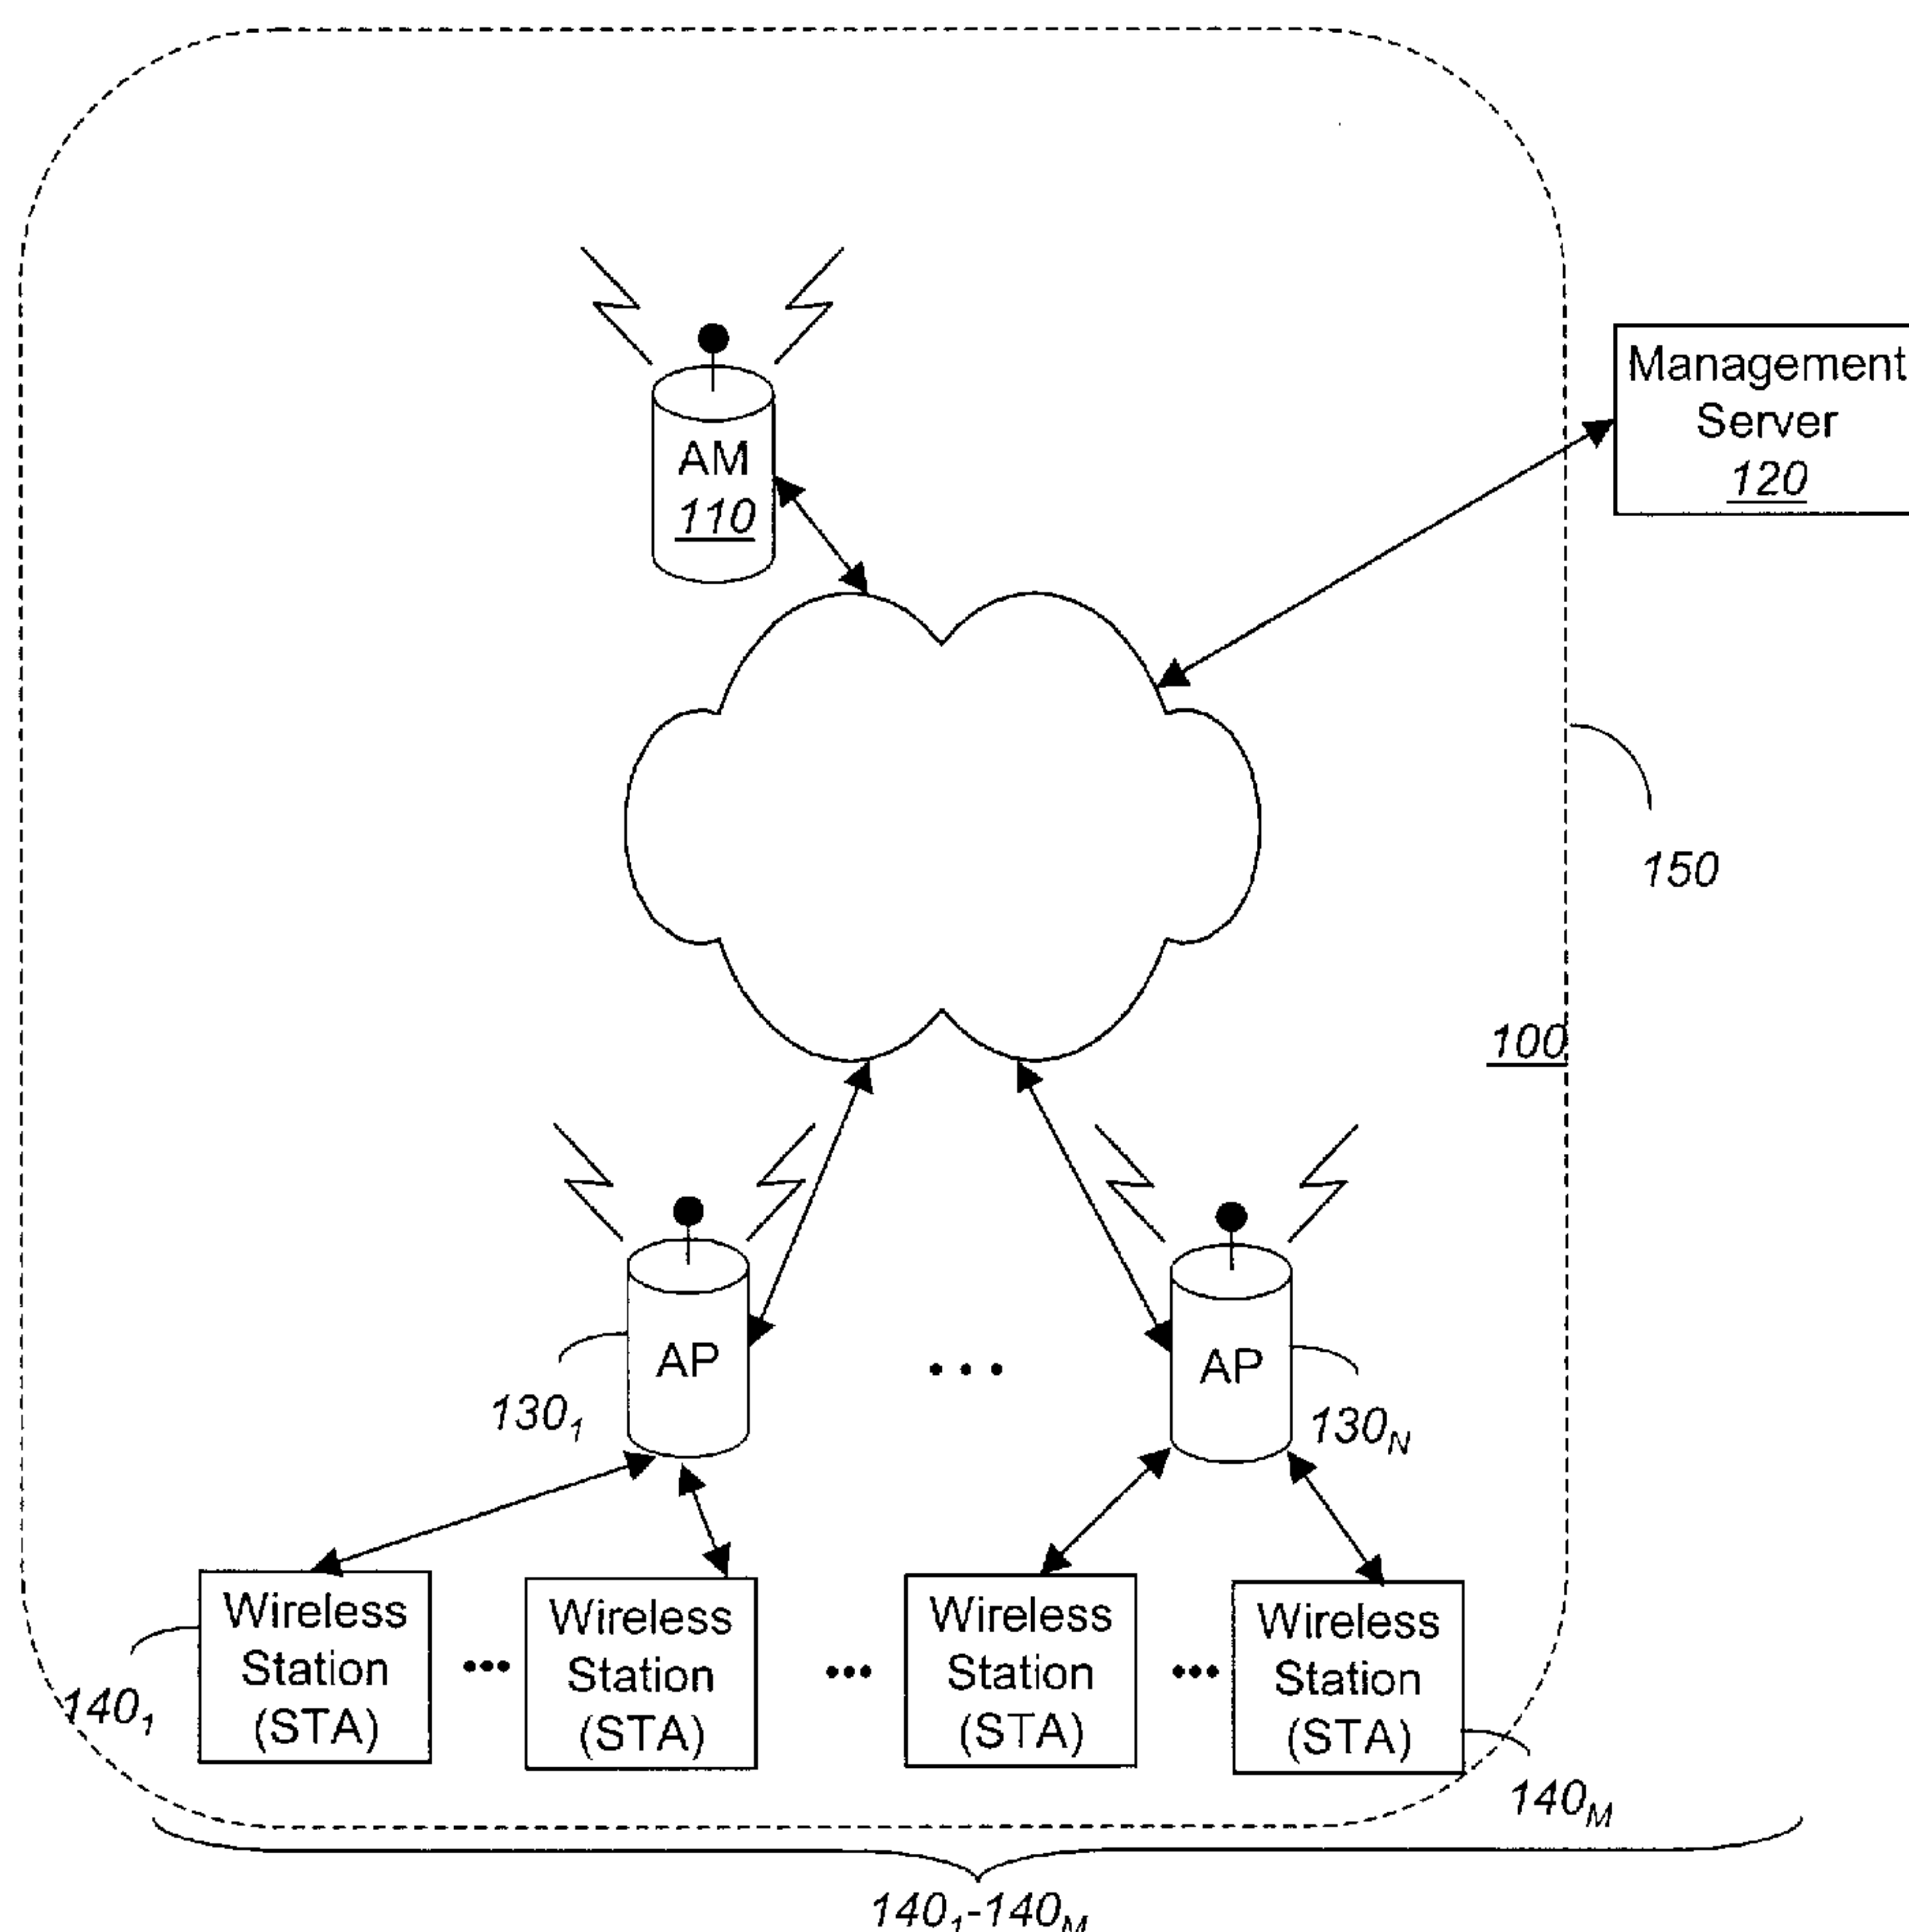 AM
110
Management
Server
120
150
100
AP
130₁
...
AP
130N
Wireless
Station
(STA)
140₁
...
Wireless
Station
(STA)
...
Wireless
Station
(STA)
...
Wireless
Station
(STA)
140M
140₁-140M